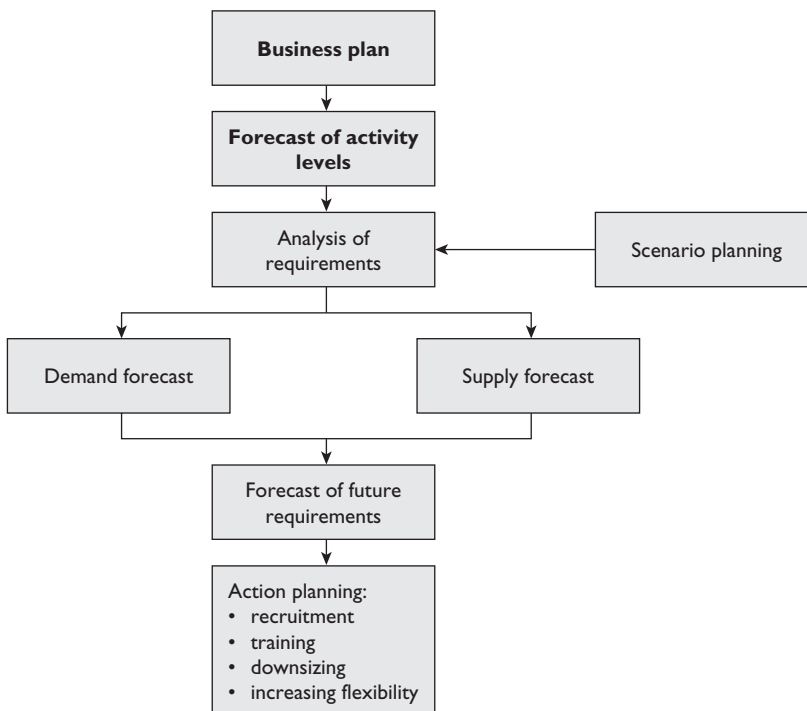 Business plan
Forecast of activity
levels
Analysis of
requirements
Scenario planning
Demand forecast
Supply forecast
Forecast of future
requirements
Action planning:
• recruitment
• training
• downsizing
• increasing flexibility